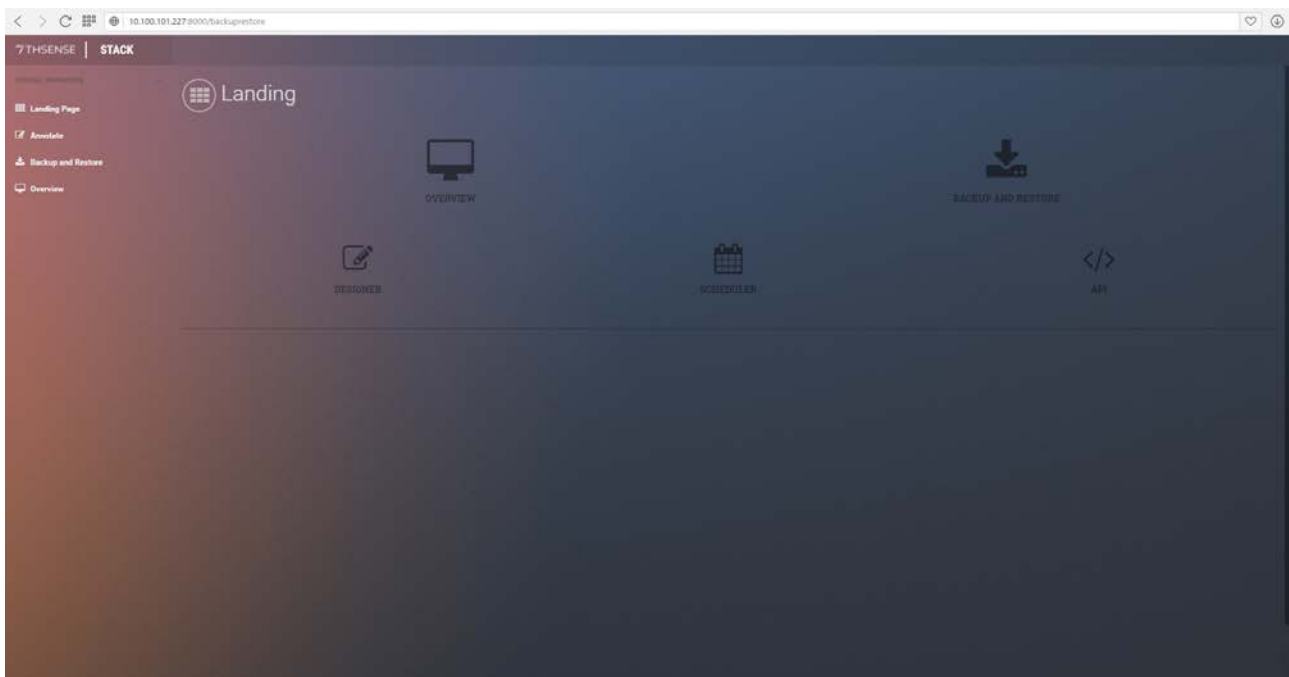 10.100.101.227:8000/backuprestore
7THSENSE | STACK
Landing Page
Annotate
Backup and Restore
Overview
Landing
OVERVIEW
BACKUP AND RESTORE
DESIGNER
SCHEDULER
</>
API